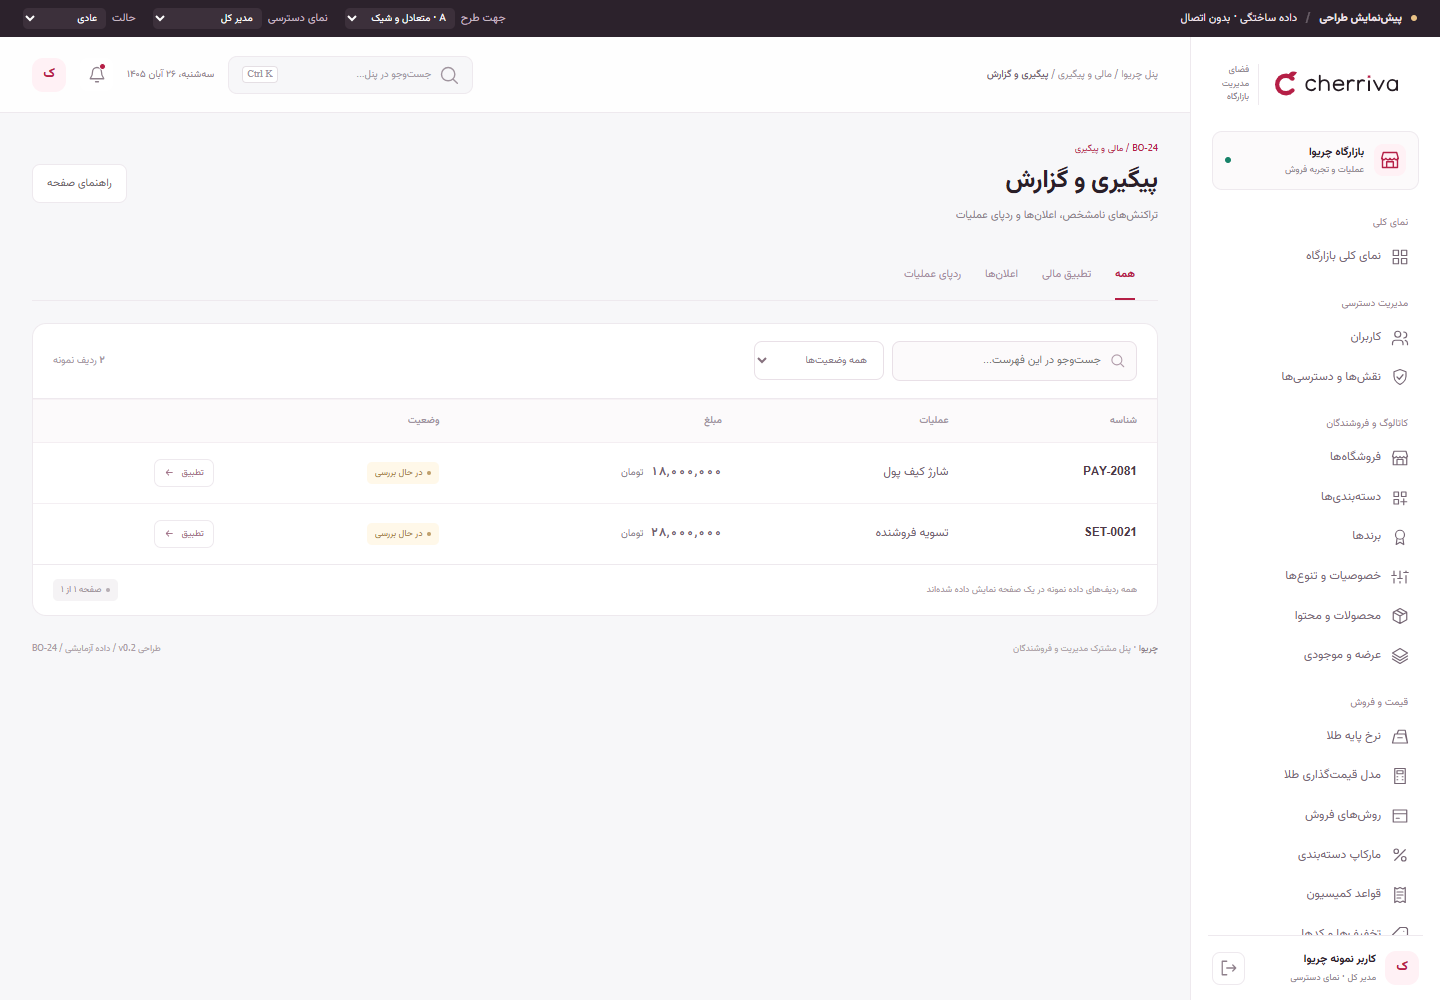 پیش‌نمایش طراحی / داده ساختگی · بدون اتصال
جهت طرح A · متعادل و شیک نمای دسترسی مدیر کل حالت عادی
cherriva
فضای
مدیریت
بازارگاه
بازارگاه چریوا
عملیات و تجربه فروش
نمای کلی
نمای کلی بازارگاه
مدیریت دسترسی
کاربران
نقش‌ها و دسترسی‌ها
کاتالوگ و فروشندگان
فروشگاه‌ها
دسته‌بندی‌ها
برندها
خصوصیات و تنوع‌ها
محصولات و محتوا
عرضه و موجودی
قیمت و فروش
نرخ پایه طلا
مدل قیمت‌گذاری طلا
روش‌های فروش
مارکاپ دسته‌بندی
قواعد کمیسیون
تخفیف‌ها و کدها
کاربر نمونه چریوا
مدیر کل · نمای دسترسی
ک
پنل چریوا / مالی و پیگیری / پیگیری و گزارش
جست‌وجو در پنل...
Ctrl K
سه‌شنبه، ۲۶ آبان ۱۴۰۵
ک
BO-24 / مالی و پیگیری
پیگیری و گزارش
تراکنش‌های نامشخص، اعلان‌ها و ردپای عملیات
راهنمای صفحه
همه تطبیق مالی اعلان‌ها ردپای عملیات
جست‌وجو در این فهرست... همه وضعیت‌ها ۲ ردیف نمونه
شناسه عملیات مبلغ وضعیت
PAY-2081 شارژ کیف پول ۱۸,۰۰۰,۰۰۰ تومان در حال بررسی تطبیق ←
SET-0021 تسویه فروشنده ۲۸,۰۰۰,۰۰۰ تومان در حال بررسی تطبیق ←
همه ردیف‌های داده نمونه در یک صفحه نمایش داده شده‌اند صفحه ۱ از ۱
چریوا · پنل مشترک مدیریت و فروشندگان
طراحی v0.2 / داده آزمایشی / BO-24